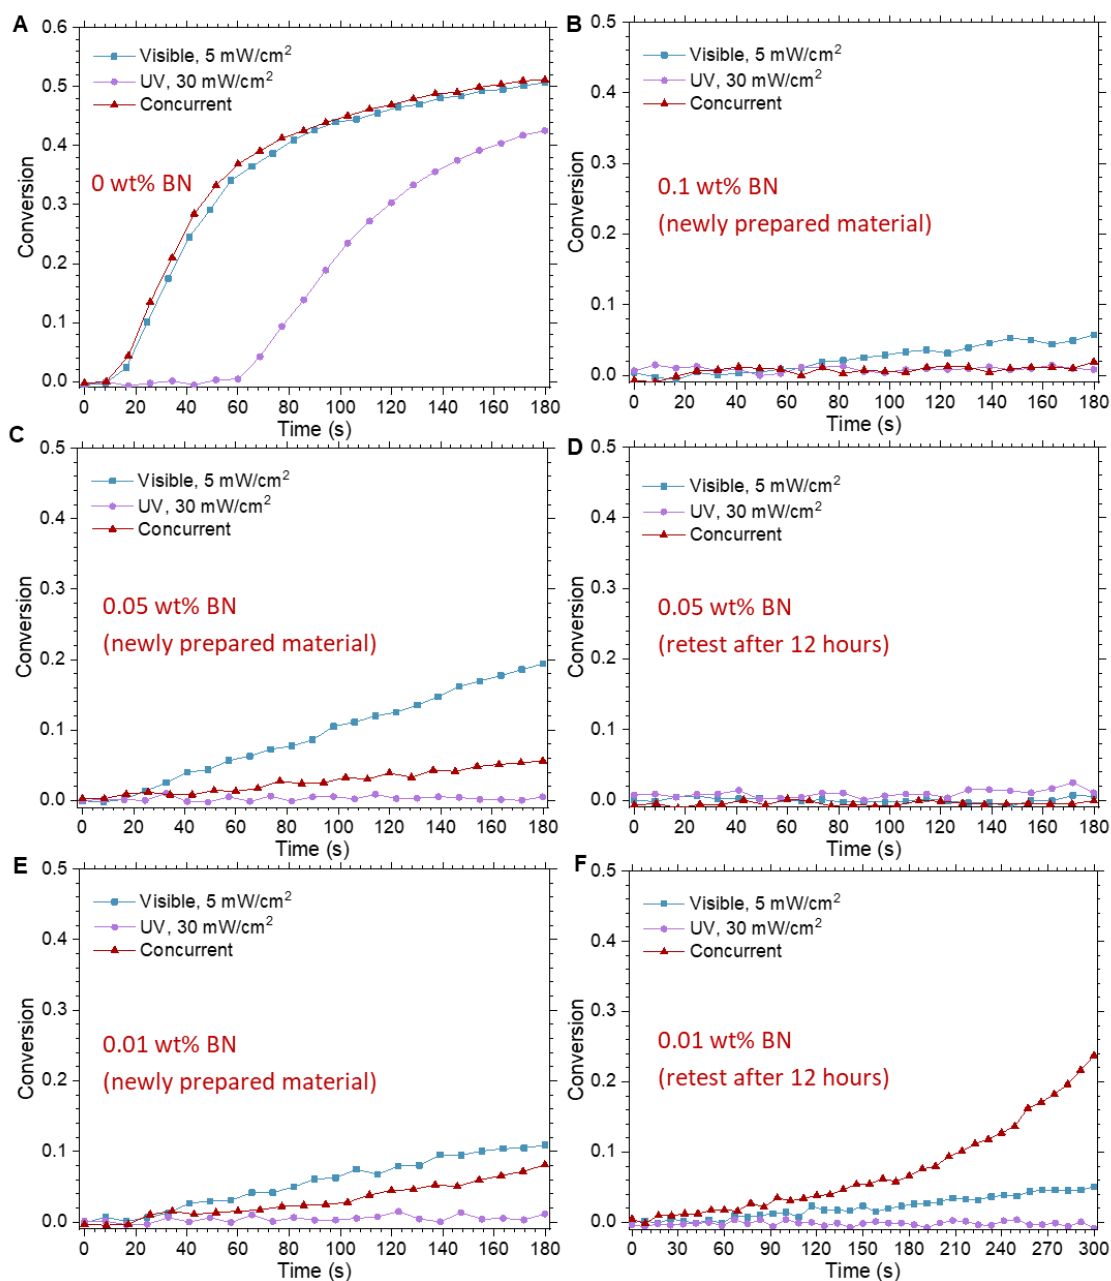 A
0.6
0.5
0.4
0.3
0.2
0.1
0.0
Conversion
Visible, 5 mW/cm²
UV, 30 mW/cm²
Concurrent
0 wt% BN
0 20 40 60 80 100 120 140 160 180
Time (s)
B
0.5
0.4
0.3
0.2
0.1
0.0
Conversion
Visible, 5 mW/cm²
UV, 30 mW/cm²
Concurrent
0.1 wt% BN
(newly prepared material)
0 20 40 60 80 100 120 140 160 180
Time (s)
C
0.5
0.4
0.3
0.2
0.1
0.0
Conversion
Visible, 5 mW/cm²
UV, 30 mW/cm²
Concurrent
0.05 wt% BN
(newly prepared material)
0 20 40 60 80 100 120 140 160 180
Time (s)
D
0.5
0.4
0.3
0.2
0.1
0.0
Conversion
Visible, 5 mW/cm²
UV, 30 mW/cm²
Concurrent
0.05 wt% BN
(retest after 12 hours)
0 20 40 60 80 100 120 140 160 180
Time (s)
E
0.5
0.4
0.3
0.2
0.1
0.0
Conversion
Visible, 5 mW/cm²
UV, 30 mW/cm²
Concurrent
0.01 wt% BN
(newly prepared material)
0 20 40 60 80 100 120 140 160 180
Time (s)
F
0.5
0.4
0.3
0.2
0.1
0.0
Conversion
Visible, 5 mW/cm²
UV, 30 mW/cm²
Concurrent
0.01 wt% BN
(retest after 12 hours)
0 30 60 90 120 150 180 210 240 270 300
Time (s)